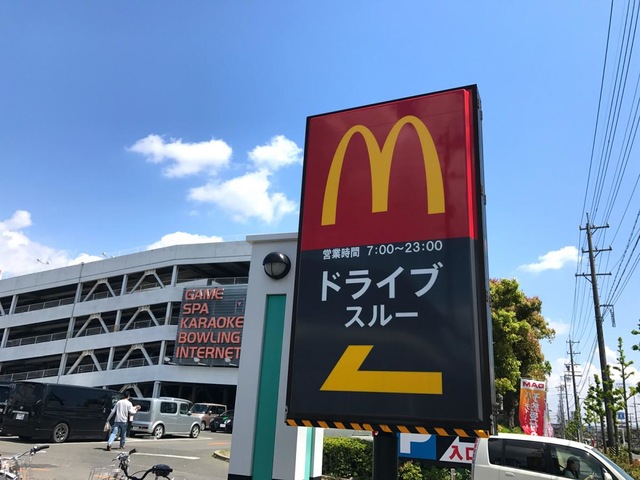 GAME
SPA
KARAOKE
BOWLING
INTERNET
営業時間 7:00~23:00
ドライブ
スルー
P
入口